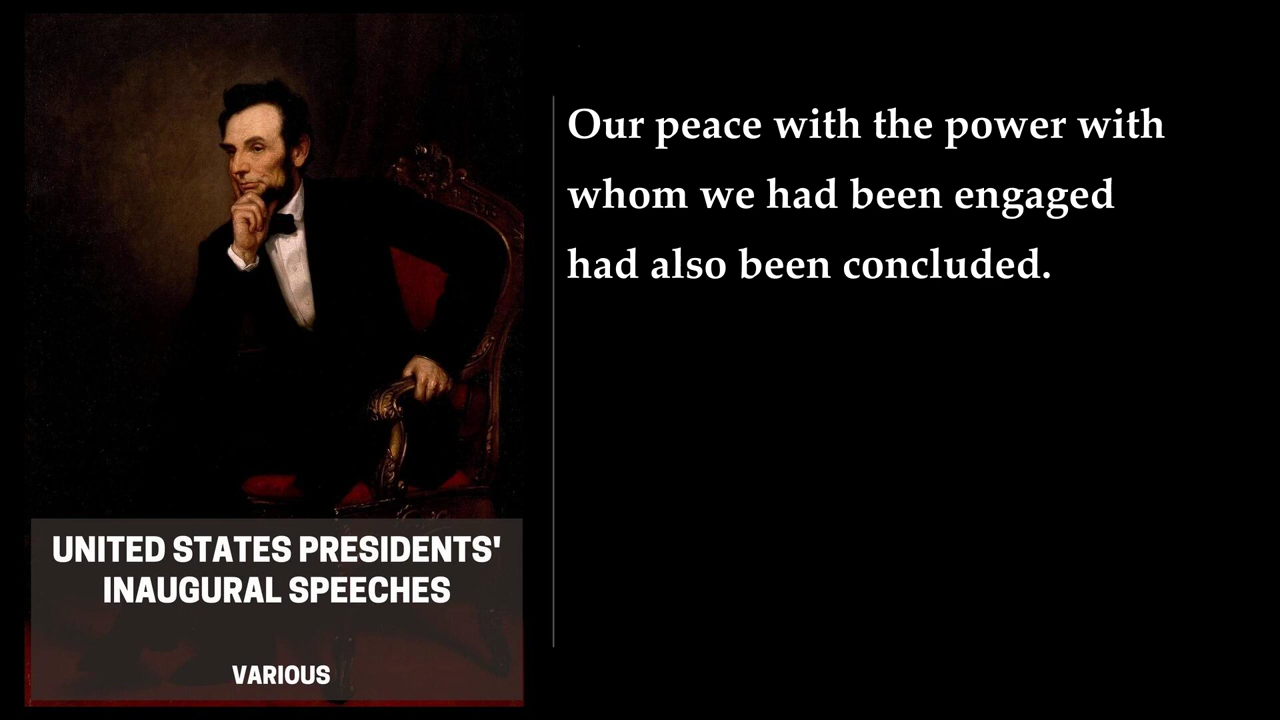 Our peace with the power with
whom we had been engaged
had also been concluded.
UNITED STATES PRESIDENTS'
INAUGURAL SPEECHES
VARIOUS